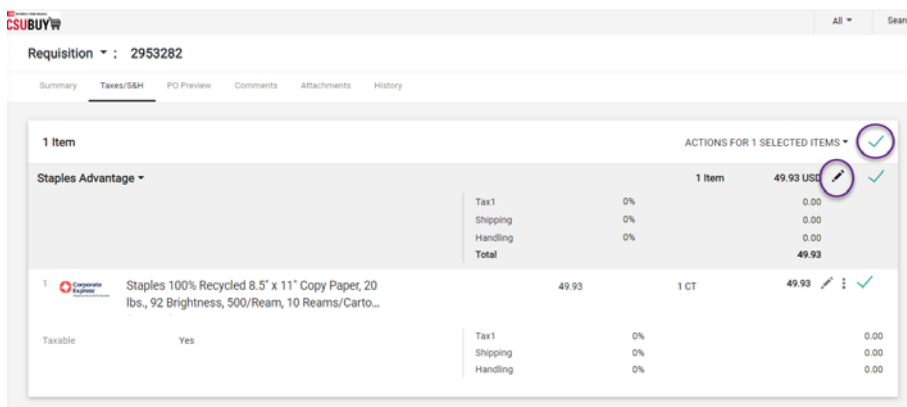 CSUBUY
All Sear
Requisition : 2953282
Summary Taxes/S&H PO Preview Comments Attachments History
1 Item ACTIONS FOR 1 SELECTED ITEMS
Staples Advantage 1 Item 49.93 USD
Tax1 0% 0.00
Shipping 0% 0.00
Handling 0% 0.00
Total 49.93
1 Corporate Express Staples 100% Recycled 8.5" x 11" Copy Paper, 20 49.93 1 CT 49.93
lbs., 92 Brightness, 500/Ream, 10 Reams/Carto...
Taxable Yes Tax1 0% 0.00
Shipping 0% 0.00
Handling 0% 0.00